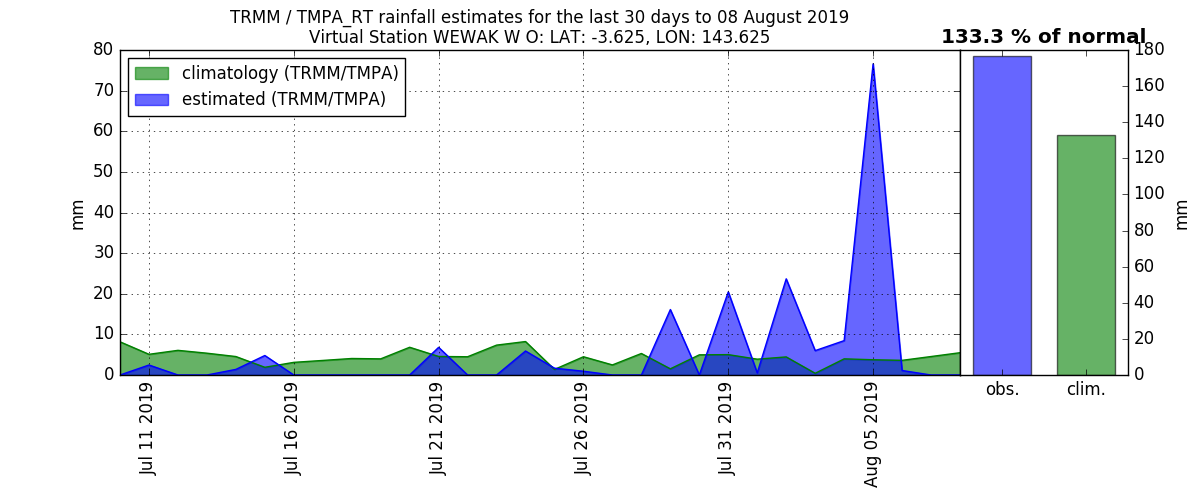 TRMM / TMPA_RT rainfall estimates for the last 30 days to 08 August 2019
Virtual Station WEWAK W O: LAT: -3.625, LON: 143.625
133.3 % of normal
climatology (TRMM/TMPA)
estimated (TRMM/TMPA)
mm
80
70
60
50
40
30
20
10
0
Jul 11 2019
Jul 16 2019
Jul 21 2019
Jul 26 2019
Jul 31 2019
Aug 05 2019
180
160
140
120
100
80
60
40
20
0
mm
obs.
clim.